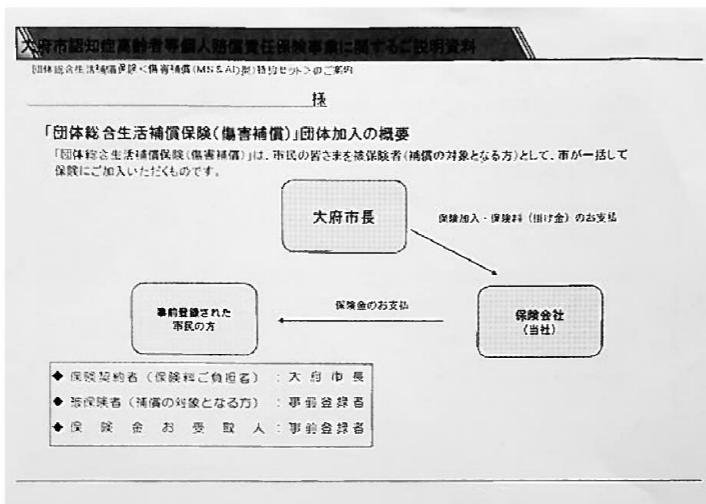 大府市認知症高齢者等個人賠償責任保険事業に関するご説明資料
団体総合生活補償保険＜傷害補償(MS&AD型)特約セット＞のご案内
様
「団体総合生活補償保険(傷害補償)」団体加入の概要
「団体総合生活補償保険(傷害補償)」は、市民の皆さまを被保険者(補償の対象となる方)として、市が一括して
保険にご加入いただくものです。
大府市長
保険加入・保険料（掛け金）のお支払
事前登録された
市民の方
保険金のお支払
保険会社
(当社)
◆ 保険契約者（保険料ご負担者）：大府市長
◆ 被保険者（補償の対象となる方）：事前登録者
◆ 保険金お受取人：事前登録者